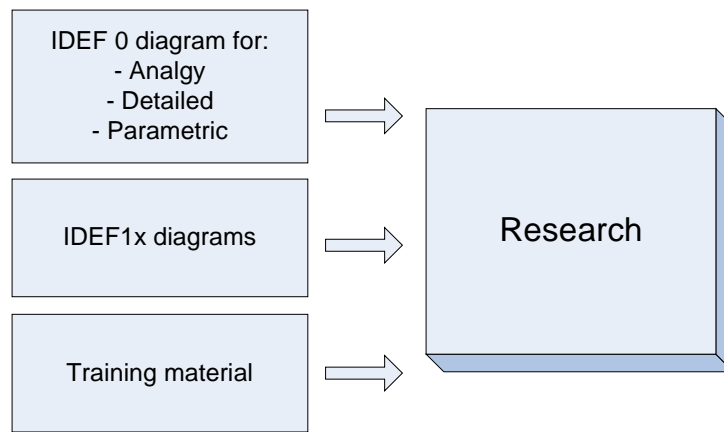 IDEF 0 diagram for:
- Analgy
- Detailed
- Parametric
IDEF1x diagrams
Training material
Research